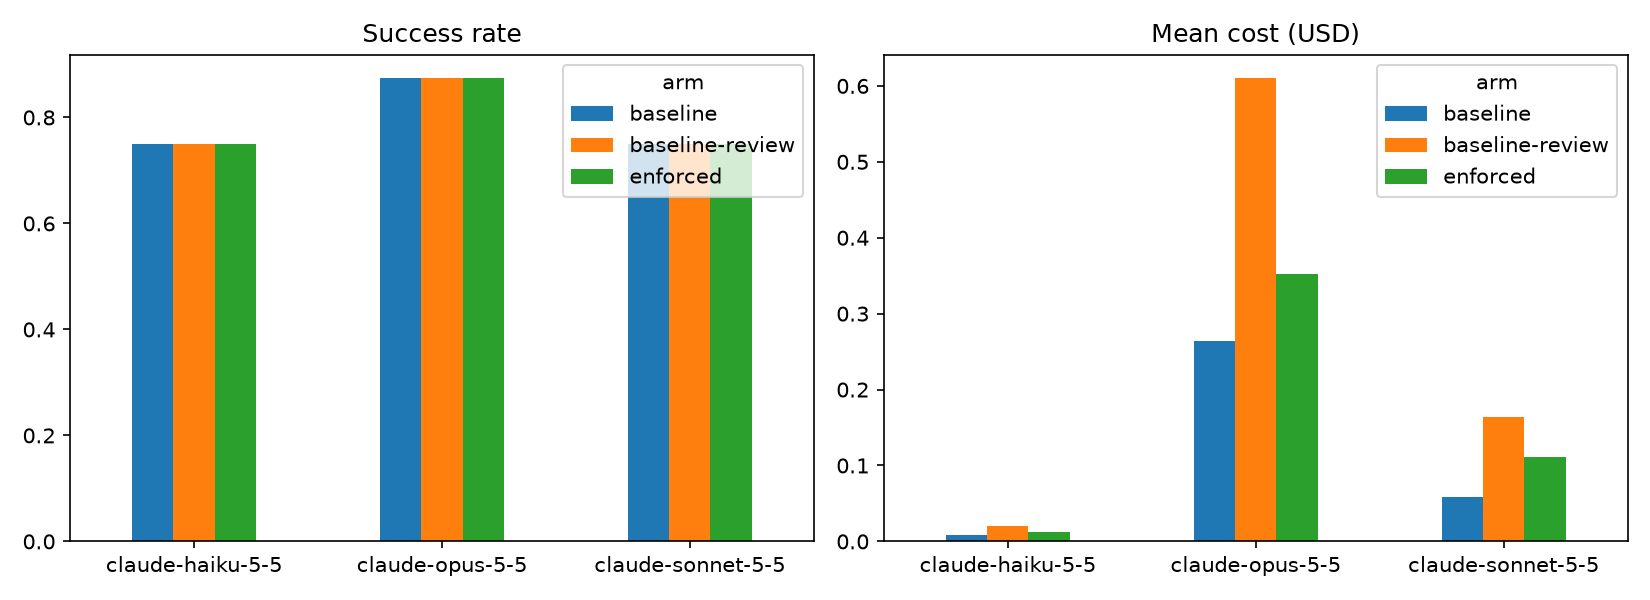 Success rate
0.8
0.6
0.4
0.2
0.0
arm
baseline
baseline-review
enforced
claude-haiku-5-5
claude-opus-5-5
claude-sonnet-5-5
Mean cost (USD)
0.6
0.5
0.4
0.3
0.2
0.1
0.0
arm
baseline
baseline-review
enforced
claude-haiku-5-5
claude-opus-5-5
claude-sonnet-5-5